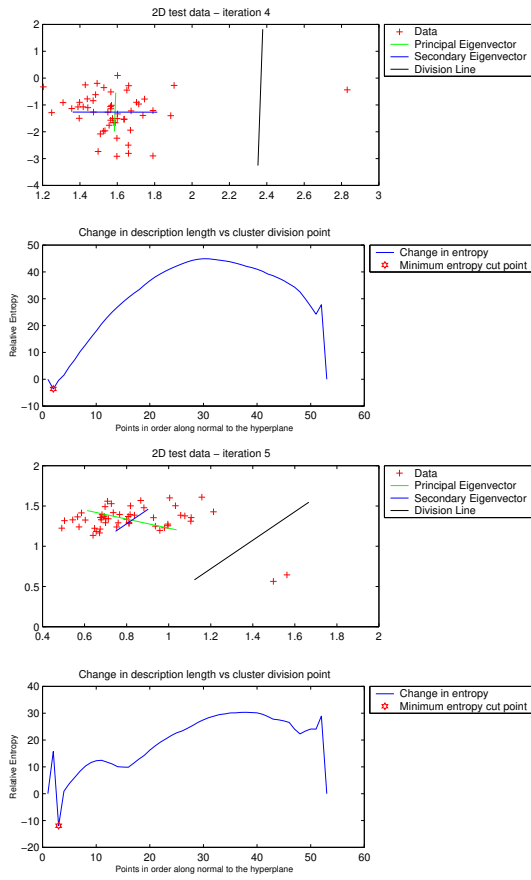 2D test data − iteration 4
2
1
0
−1
−2
−3
−4
1.2
1.4
1.6
1.8
2
2.2
2.4
2.6
2.8
3
Data
Principal Eigenvector
Secondary Eigenvector
Division Line
Change in description length vs cluster division point
50
40
30
20
10
0
−10
Relative Entropy
0
10
20
30
40
50
60
Points in order along normal to the hyperplane
Change in entropy
Minimum entropy cut point
2D test data − iteration 5
2
1.5
1
0.5
0
0.4
0.6
0.8
1
1.2
1.4
1.6
1.8
2
Data
Principal Eigenvector
Secondary Eigenvector
Division Line
Change in description length vs cluster division point
40
30
20
10
0
−10
−20
Relative Entropy
0
10
20
30
40
50
60
Points in order along normal to the hyperplane
Change in entropy
Minimum entropy cut point